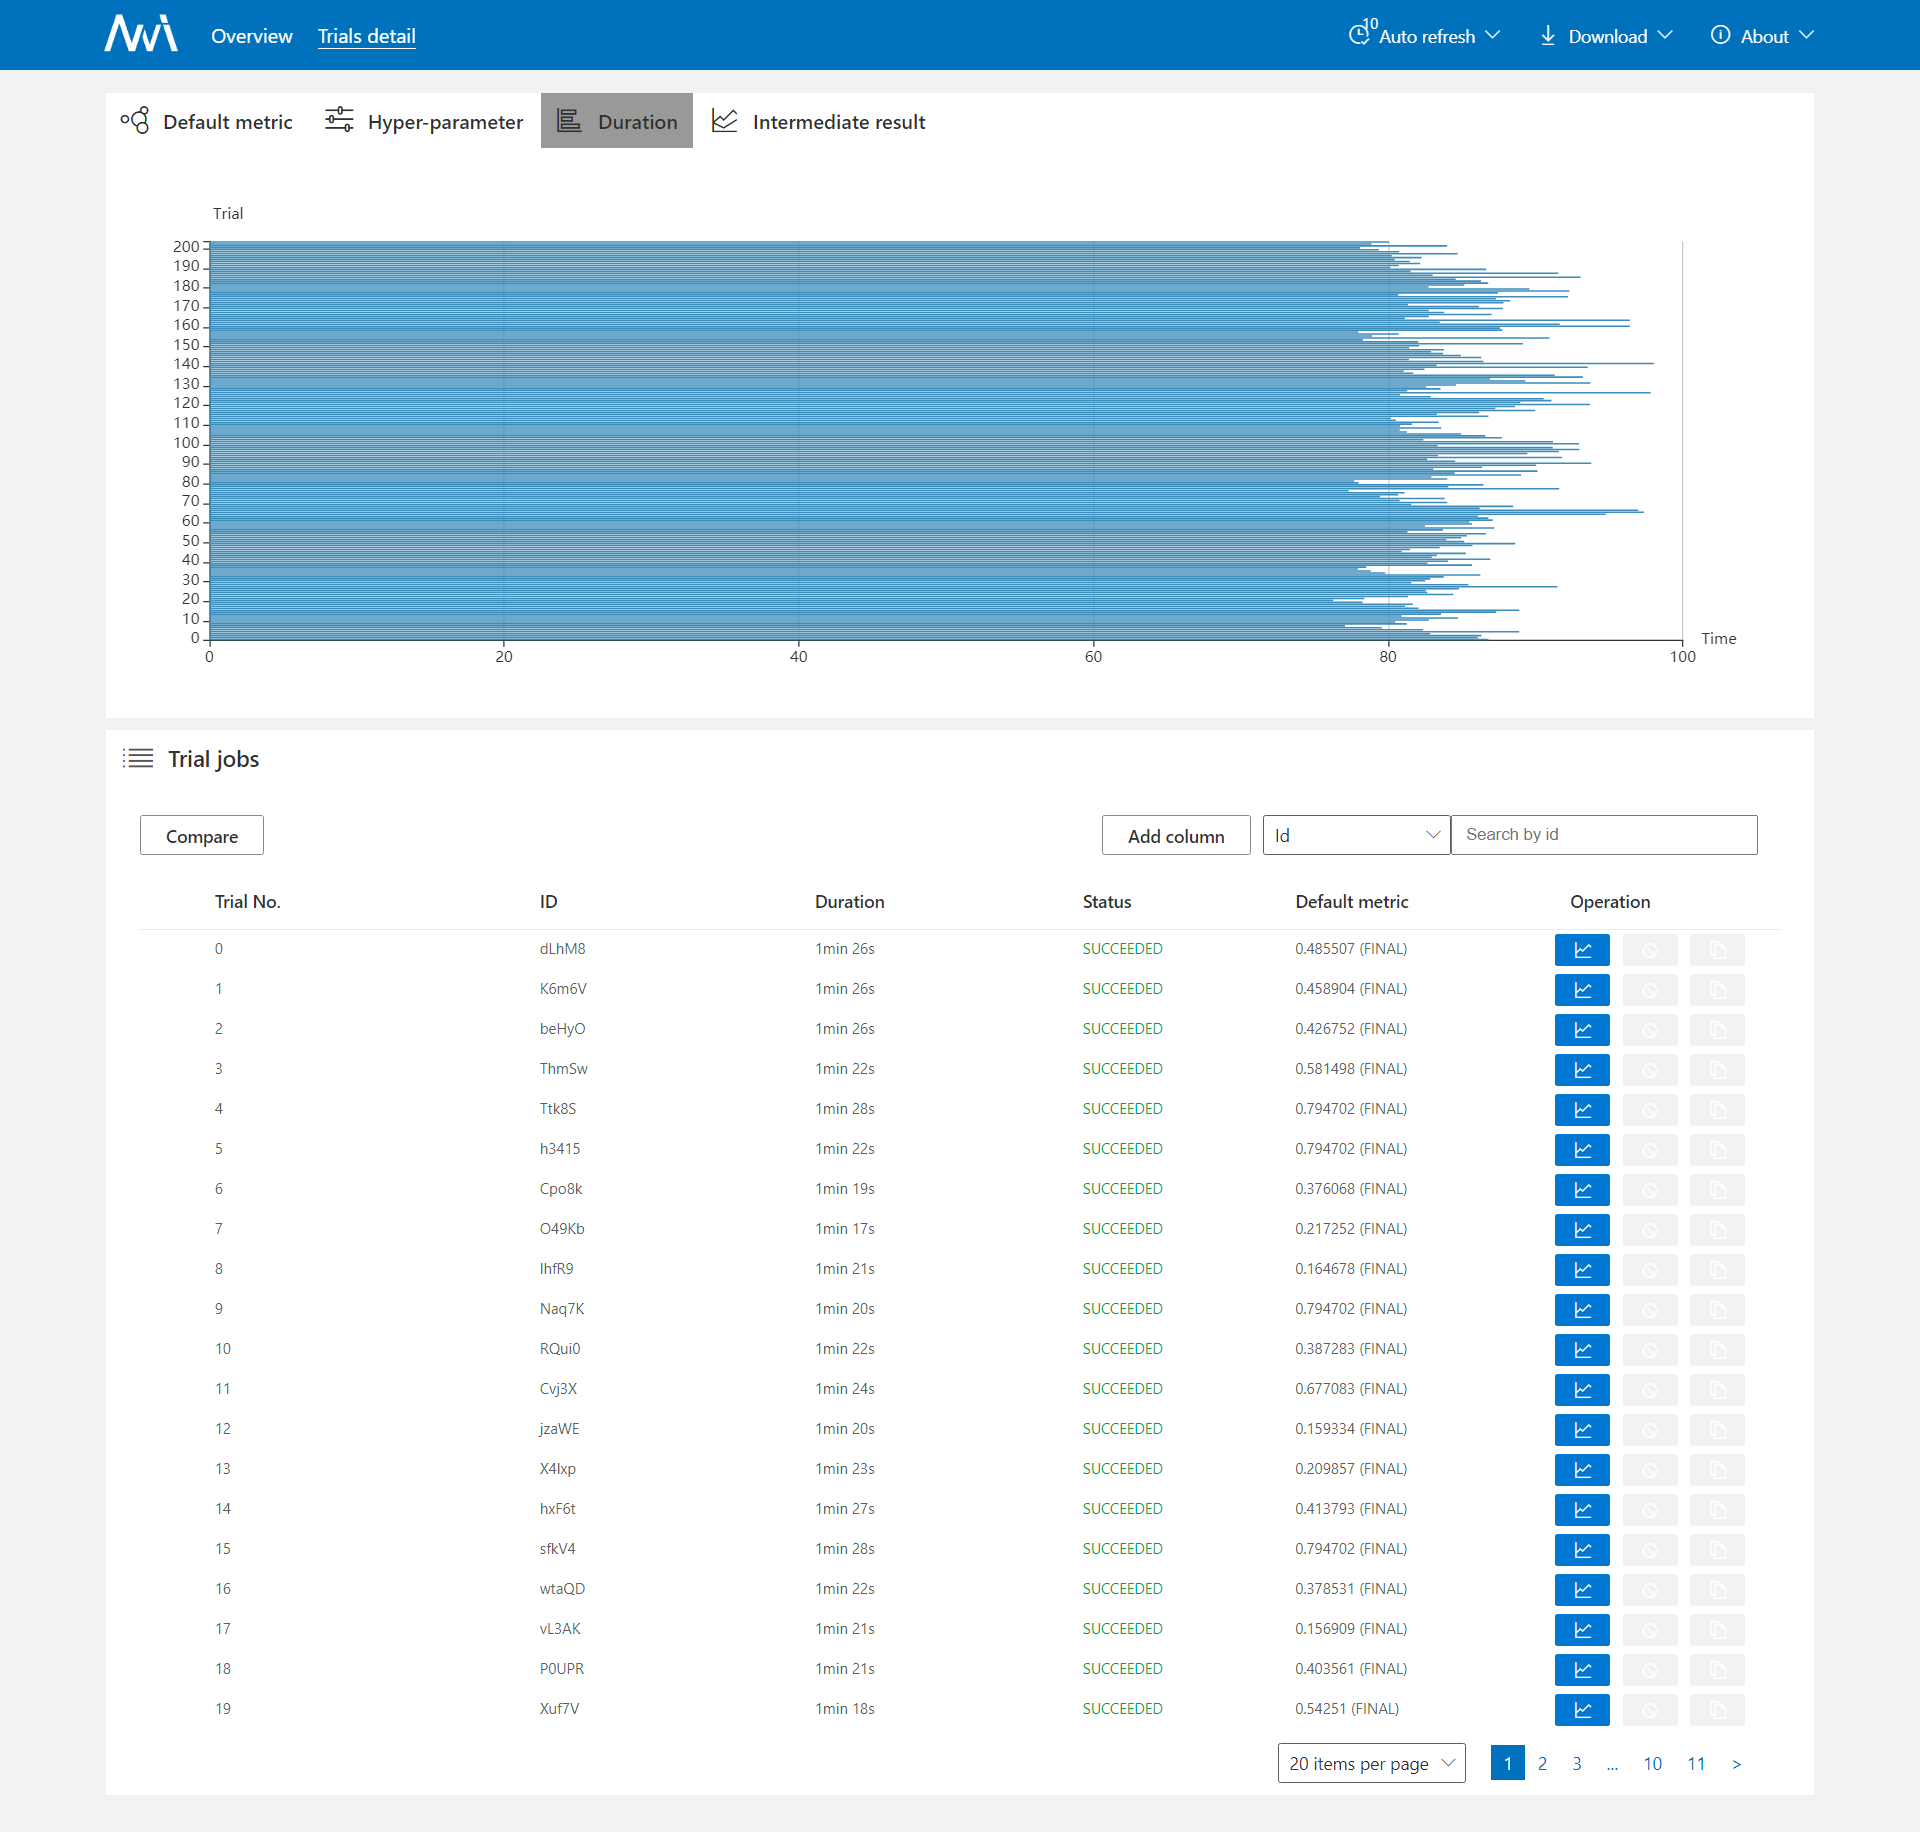 Overview Trials detail 10 Auto refresh Download About
Default metric Hyper-parameter Duration Intermediate result
Trial
200
190
180
170
160
150
140
130
120
110
100
90
80
70
60
50
40
30
20
10
0
0 20 40 60 80 100
Time
Trial jobs
Compare Add column Id Search by id
Trial No. ID Duration Status Default metric Operation
0 dLhM8 1min 26s SUCCEEDED 0.485507 (FINAL)
1 K6m6V 1min 26s SUCCEEDED 0.458904 (FINAL)
2 beHyO 1min 26s SUCCEEDED 0.426752 (FINAL)
3 ThmSw 1min 22s SUCCEEDED 0.581498 (FINAL)
4 Ttk8S 1min 28s SUCCEEDED 0.794702 (FINAL)
5 h3415 1min 22s SUCCEEDED 0.794702 (FINAL)
6 Cpo8k 1min 19s SUCCEEDED 0.376068 (FINAL)
7 O49Kb 1min 17s SUCCEEDED 0.217252 (FINAL)
8 IhfR9 1min 21s SUCCEEDED 0.164678 (FINAL)
9 Naq7K 1min 20s SUCCEEDED 0.794702 (FINAL)
10 RQui0 1min 22s SUCCEEDED 0.387283 (FINAL)
11 Cvj3X 1min 24s SUCCEEDED 0.677083 (FINAL)
12 jzaWE 1min 20s SUCCEEDED 0.159334 (FINAL)
13 X4Ixp 1min 23s SUCCEEDED 0.209857 (FINAL)
14 hxF6t 1min 27s SUCCEEDED 0.413793 (FINAL)
15 sfkV4 1min 28s SUCCEEDED 0.794702 (FINAL)
16 wtaQD 1min 22s SUCCEEDED 0.378531 (FINAL)
17 vL3AK 1min 21s SUCCEEDED 0.156909 (FINAL)
18 P0UPR 1min 21s SUCCEEDED 0.403561 (FINAL)
19 Xuf7V 1min 18s SUCCEEDED 0.54251 (FINAL)
20 items per page 1 2 3 ... 10 11 >